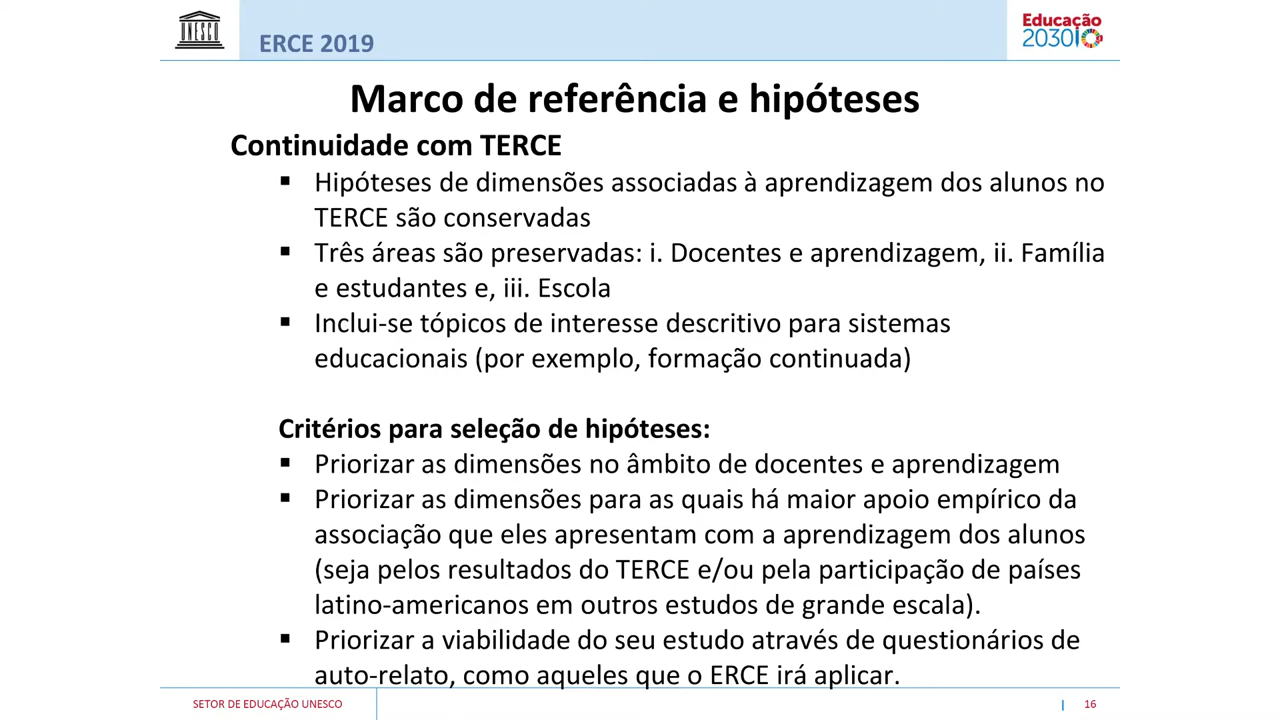 UNESCO
ERCE 2019
Educação
2030
Marco de referência e hipóteses
Continuidade com TERCE
▪ Hipóteses de dimensões associadas à aprendizagem dos alunos no
TERCE são conservadas
▪ Três áreas são preservadas: i. Docentes e aprendizagem, ii. Família
e estudantes e, iii. Escola
▪ Inclui-se tópicos de interesse descritivo para sistemas
educacionais (por exemplo, formação continuada)
Critérios para seleção de hipóteses:
▪ Priorizar as dimensões no âmbito de docentes e aprendizagem
▪ Priorizar as dimensões para as quais há maior apoio empírico da
associação que eles apresentam com a aprendizagem dos alunos
(seja pelos resultados do TERCE e/ou pela participação de países
latino-americanos em outros estudos de grande escala).
▪ Priorizar a viabilidade do seu estudo através de questionários de
auto-relato, como aqueles que o ERCE irá aplicar.
SETOR DE EDUCAÇÃO UNESCO
| 16